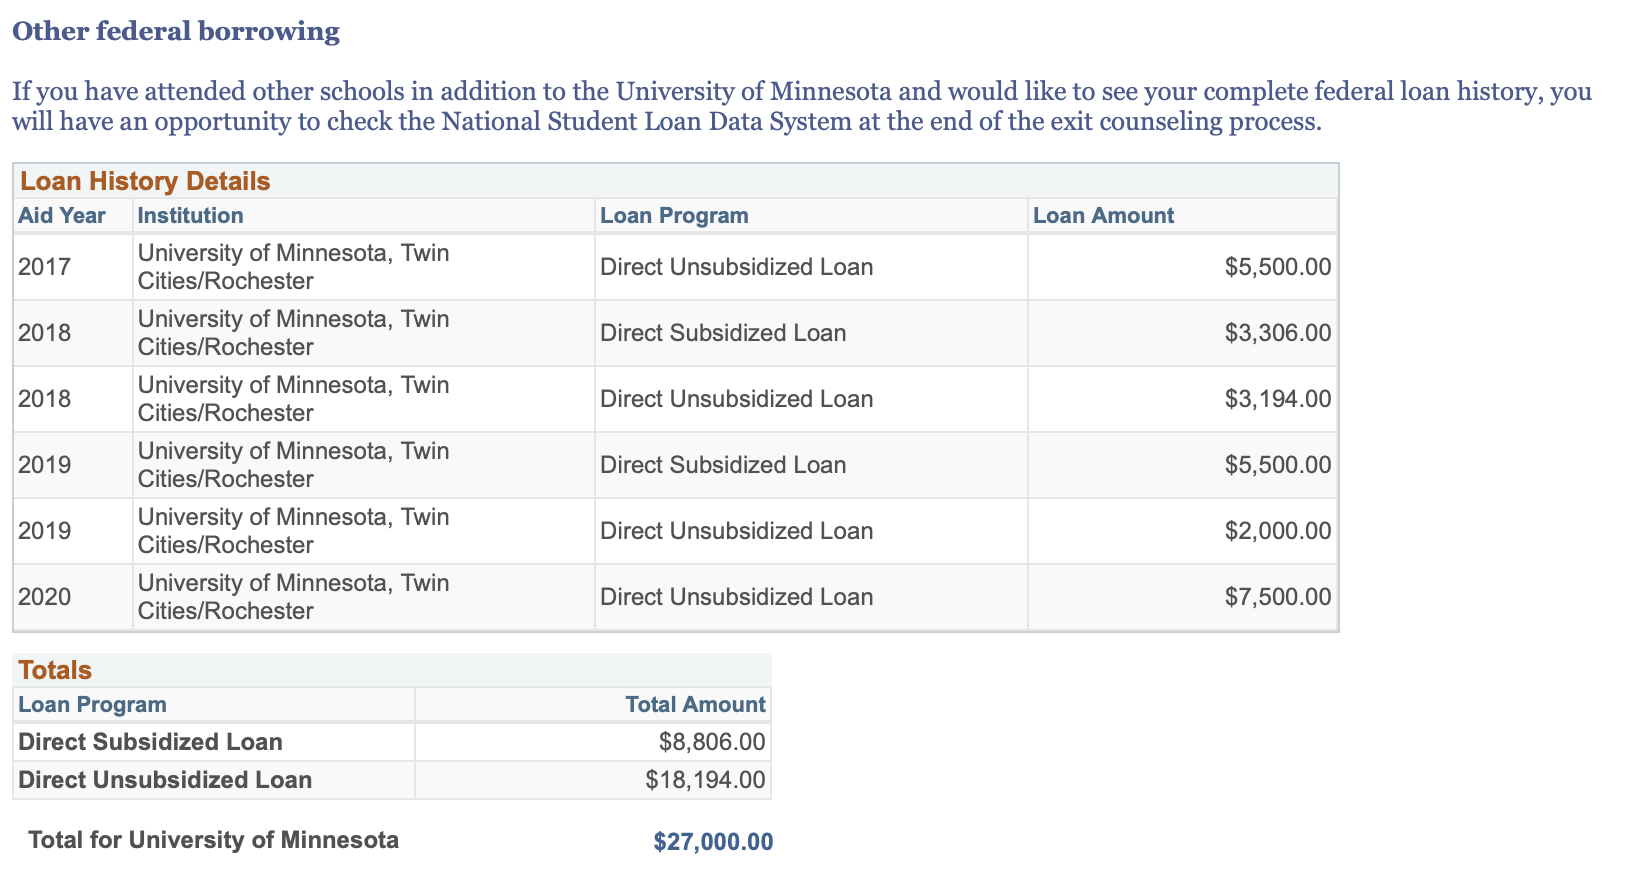 Other federal borrowing
If you have attended other schools in addition to the University of Minnesota and would like to see your complete federal loan history, you
will have an opportunity to check the National Student Loan Data System at the end of the exit counseling process.
Loan History Details
Aid Year Institution Loan Program Loan Amount
2017 University of Minnesota, Twin Cities/Rochester Direct Unsubsidized Loan $5,500.00
2018 University of Minnesota, Twin Cities/Rochester Direct Subsidized Loan $3,306.00
2018 University of Minnesota, Twin Cities/Rochester Direct Unsubsidized Loan $3,194.00
2019 University of Minnesota, Twin Cities/Rochester Direct Subsidized Loan $5,500.00
2019 University of Minnesota, Twin Cities/Rochester Direct Unsubsidized Loan $2,000.00
2020 University of Minnesota, Twin Cities/Rochester Direct Unsubsidized Loan $7,500.00
Totals
Loan Program Total Amount
Direct Subsidized Loan $8,806.00
Direct Unsubsidized Loan $18,194.00
Total for University of Minnesota $27,000.00